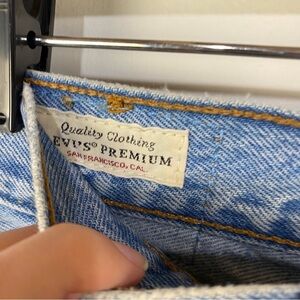 Quality Clothing
EVI'S® PREMIUM
SAN FRANCISCO, CAL.